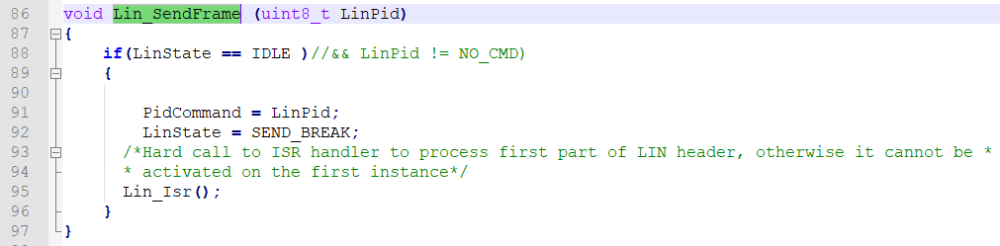 86 void Lin_SendFrame (uint8_t LinPid)
87 {
88 if(LinState == IDLE )//&& LinPid != NO_CMD)
89 {
90
91 PidCommand = LinPid;
92 LinState = SEND_BREAK;
93 /*Hard call to ISR handler to process first part of LIN header, otherwise it cannot be *
94 * activated on the first instance*/
95 Lin_Isr();
96 }
97 }